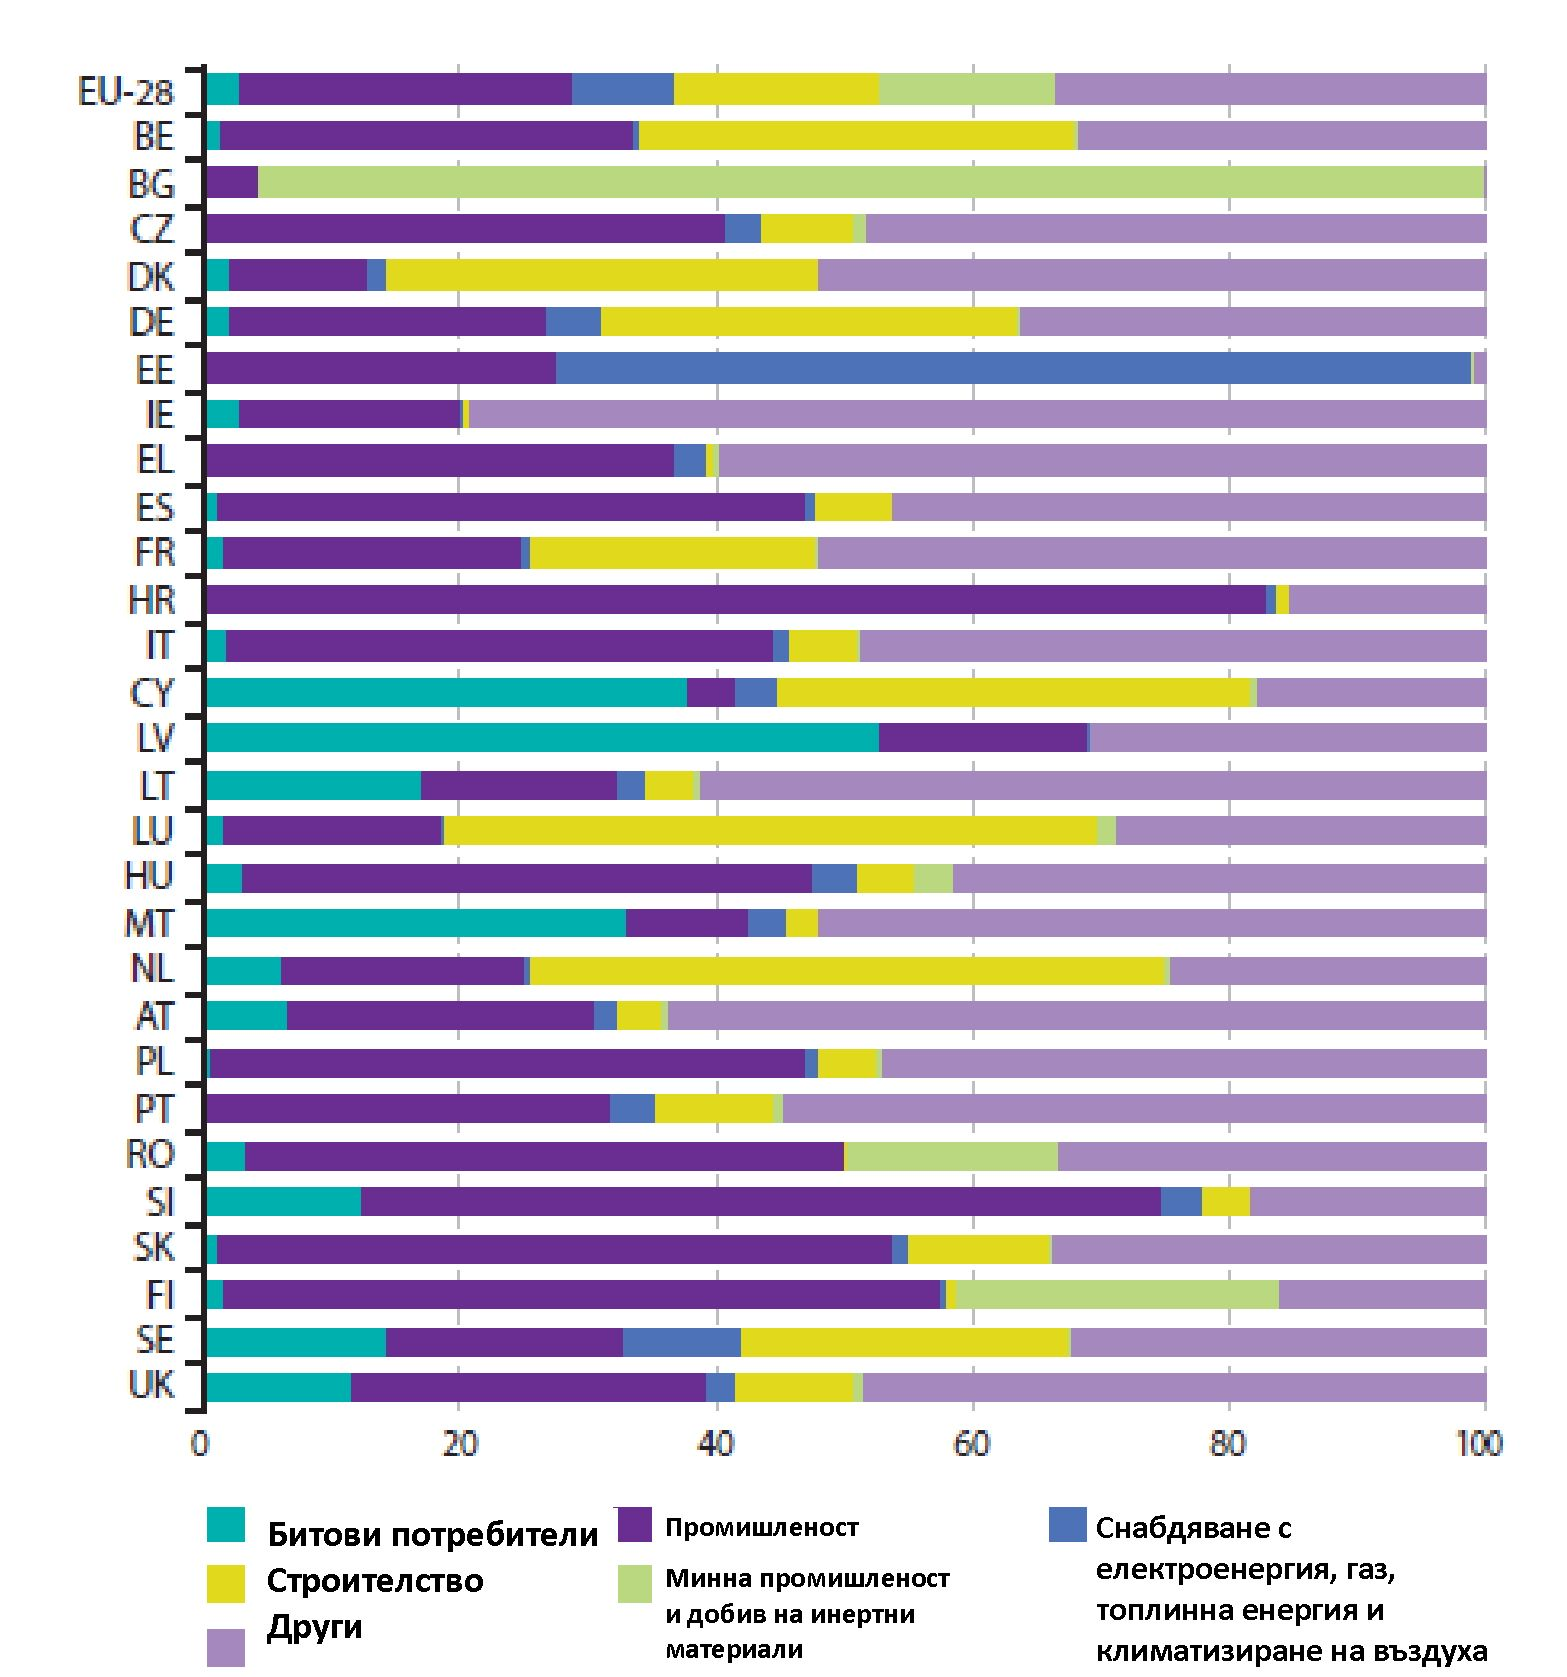 EU-28
BE
BG
CZ
DK
DE
EE
IE
EL
ES
FR
HR
IT
CY
LV
LT
LU
HU
MT
NL
AT
PL
PT
RO
SI
SK
FI
SE
UK
0 20 40 60 80 100
Битови потребители
Строителство
Други
Промишленост
Минна промишленост
и добив на инертни
материали
Снабдяване с
електроенергия, газ,
топлинна енергия и
климатизиране на въздуха